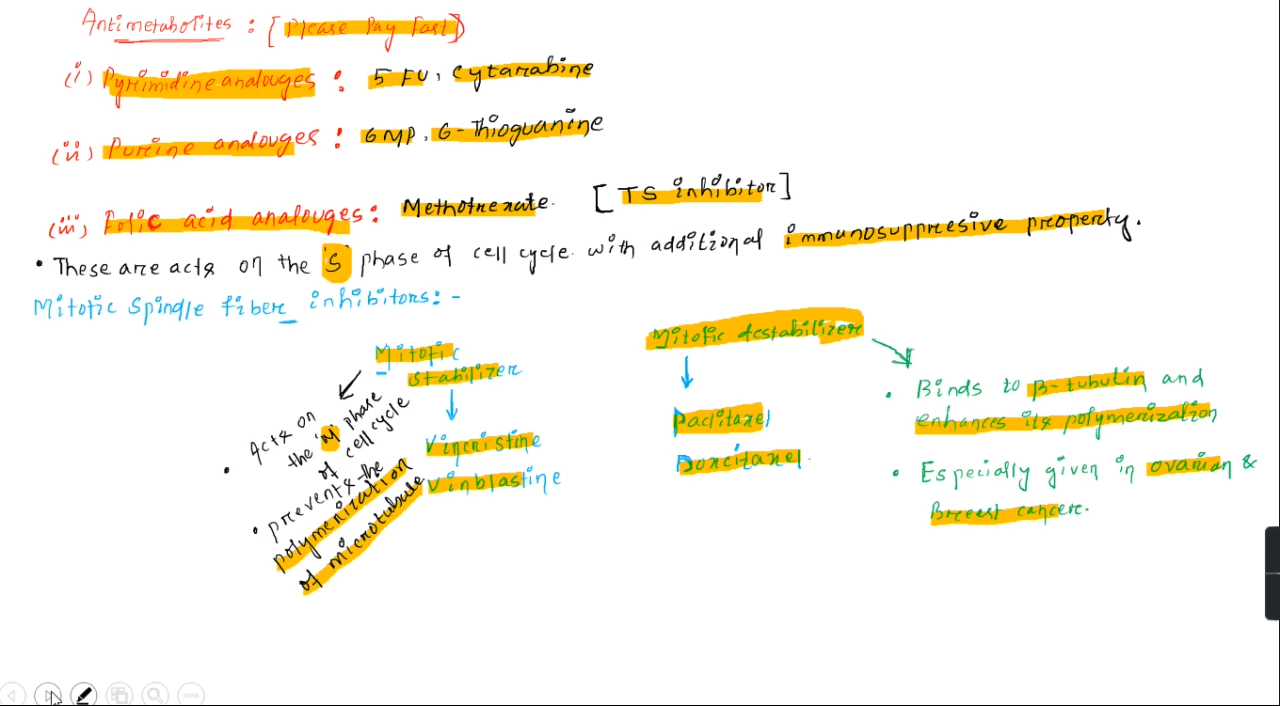 Antimetabolites : [Please Pay Fast]
(i) Pyrimidine analouges : 5 FU, Cytarabine
(ii) Purine analouges : 6MP, 6-Thioguanine
(iii) Folic acid analouges : Methotrexate. [TS inhibitor]
• These are acts on the 'S' phase of cell cycle with additional immunosuppresive property.
Mitotic Spindle fiber inhibitors: -
Mitotic
Stabilizer
• Acts on
the 'M' phase
of cell cycle
• prevents the
polymerization
of microtubule
Vincristine
Vinblastine
Mitotic destabilizer
Paclitaxel
Doxcitaxel
• Binds to β-tubulin and
enhances its polymerization
• Especially given in ovarian &
Breast cancer.